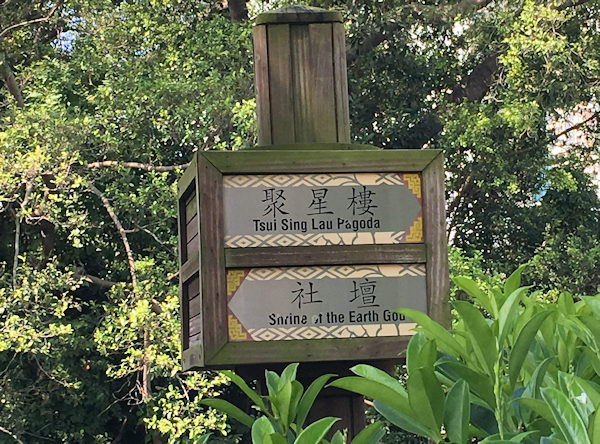 聚星樓
Tsui Sing Lau Pagoda
社壇
Shrine of the Earth God